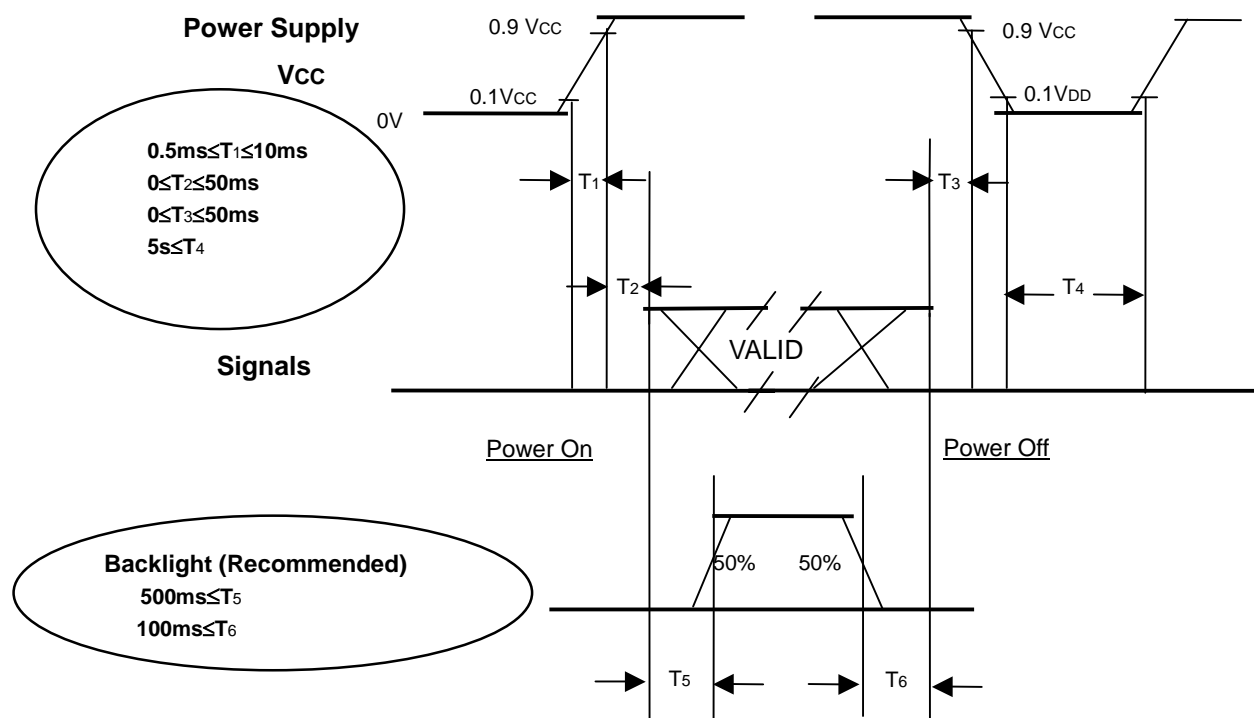 Power Supply
0.9 VCC
0.9 VCC
VCC
0.1VCC
0.1VDD
0V
0.5ms≤T1≤10ms
0≤T2≤50ms
0≤T3≤50ms
5s≤T4
T1
T3
T2
T4
VALID
Signals
Power On
Power Off
Backlight (Recommended)
500ms≤T5
100ms≤T6
50%
50%
T5
T6